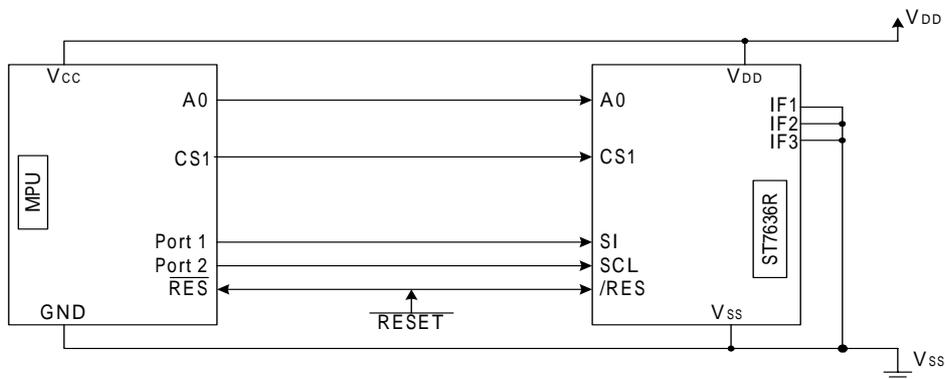 VDD
VCC
VDD
A0
A0
IF1
IF2
IF3
CS1
CS1
MPU
ST7636R
Port 1
SI
Port 2
SCL
RES
/RES
RESET
GND
VSS
VSS